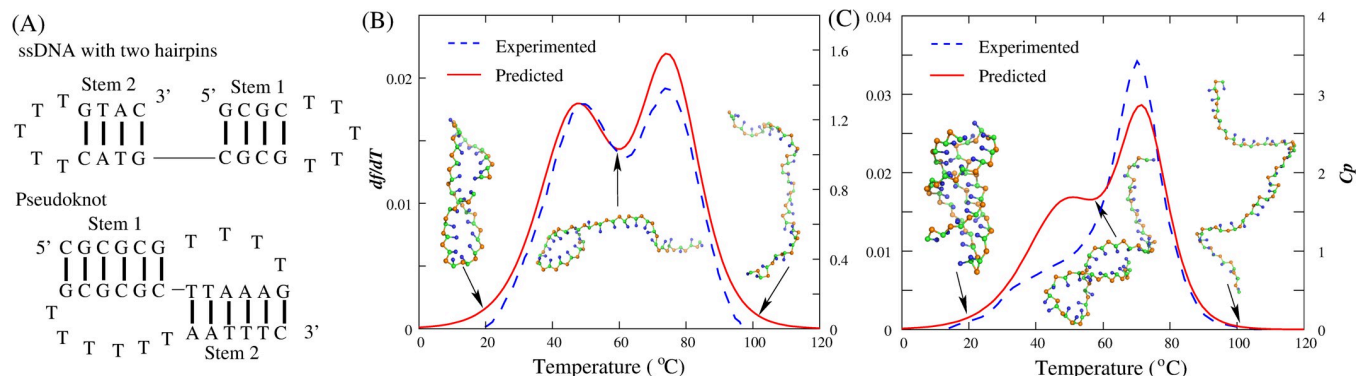 (A)
ssDNA with two hairpins
Stem 2 3’ 5’ Stem 1
T T G T A C G C G C T T
T T
T T
T T C A T G C G C G T T
Pseudoknot
Stem 1
5’ C G C G C G T T T
T
G C G C G C T T A A A G
T T T T T T T A A T T T C 3’
Stem 2
(B)
Experimented
Predicted
df/dT
0.02
0.01
0
1.6
1.2
0.8
0.4
0.0
0 20 40 60 80 100 120
Temperature (°C)
(C)
Experimented
Predicted
0.04
0.03
0.02
0.01
0
4
3
2
1
0
Cp
0 20 40 60 80 100 120
Temperature (°C)